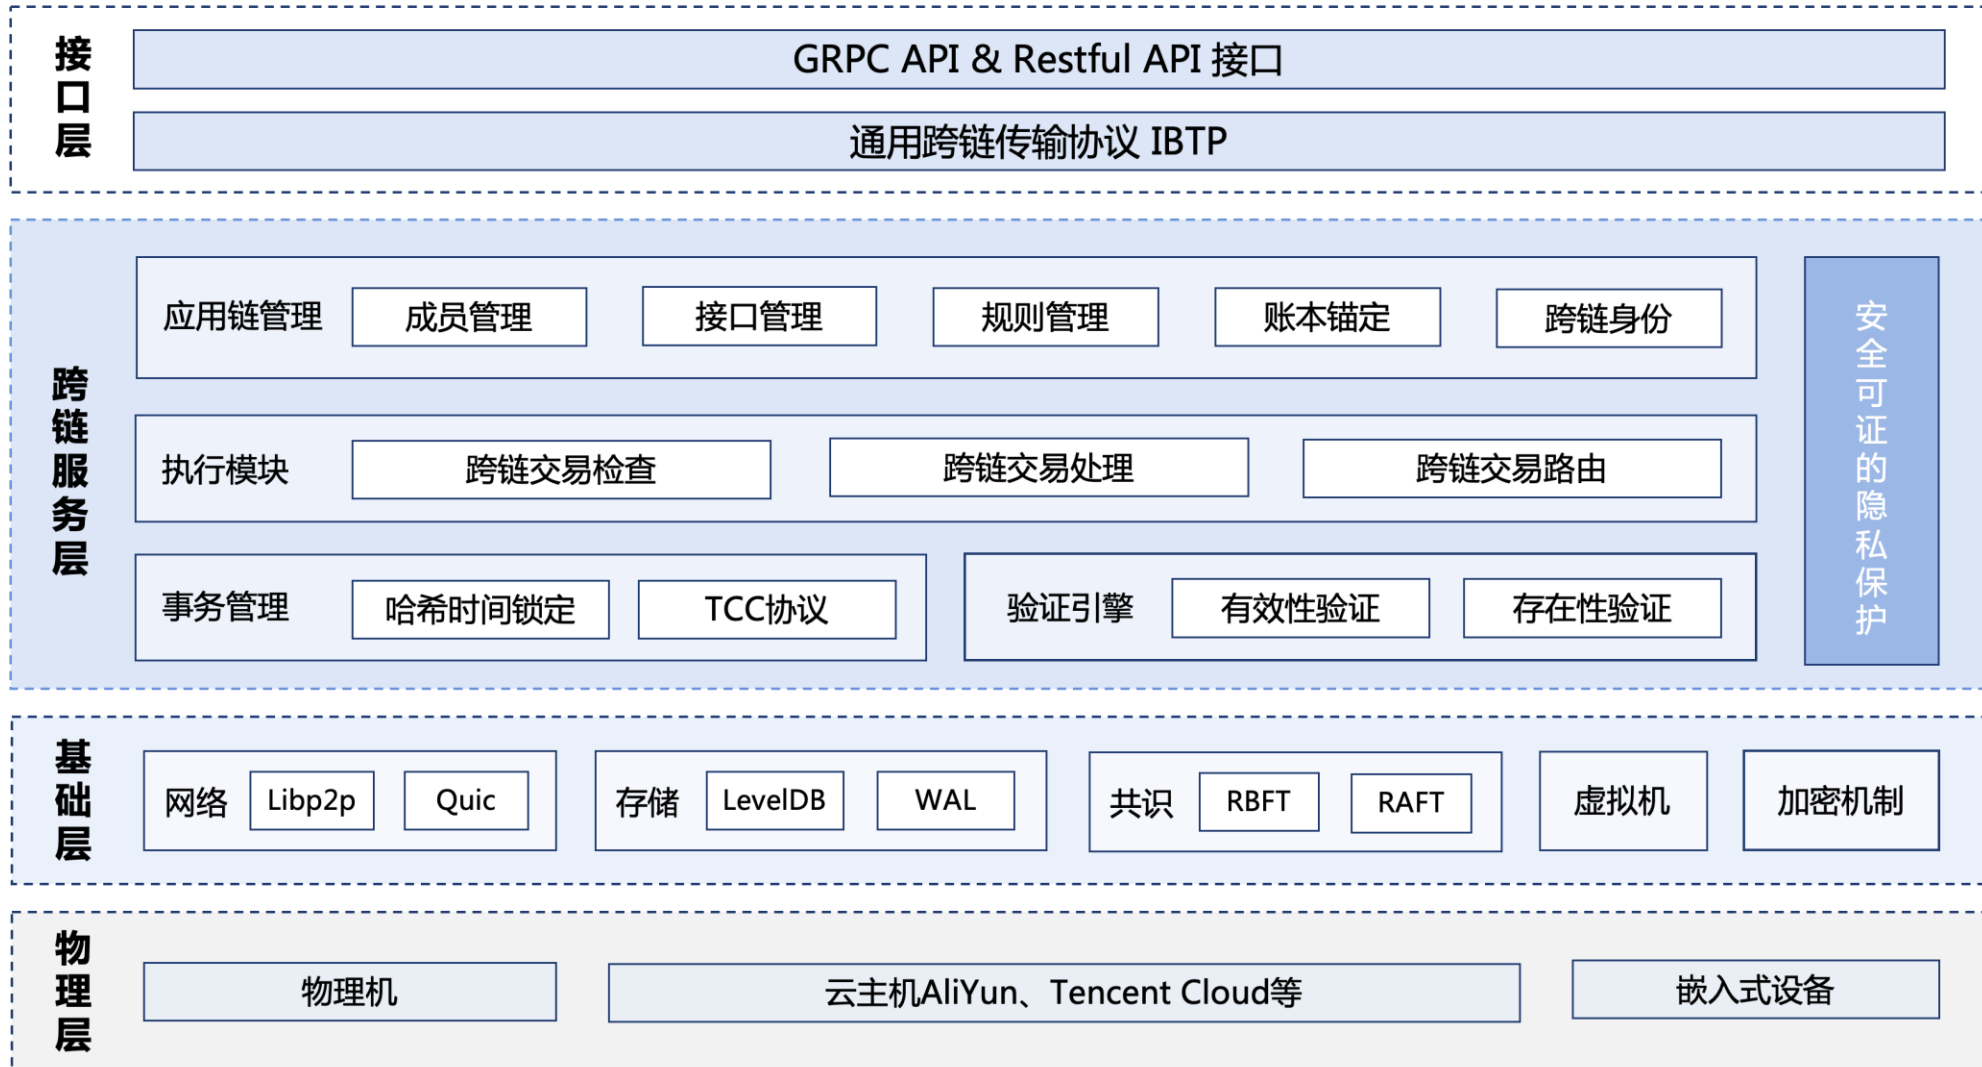 接口层
GRPC API & Restful API 接口
通用跨链传输协议 IBTP
跨链服务层
应用链管理
成员管理
接口管理
规则管理
账本锚定
跨链身份
执行模块
跨链交易检查
跨链交易处理
跨链交易路由
事务管理
哈希时间锁定
TCC协议
验证引擎
有效性验证
存在性验证
安全可证的隐私保护
基础层
网络
Libp2p
Quic
存储
LevelDB
WAL
共识
RBFT
RAFT
虚拟机
加密机制
物理层
物理机
云主机AliYun、Tencent Cloud等
嵌入式设备